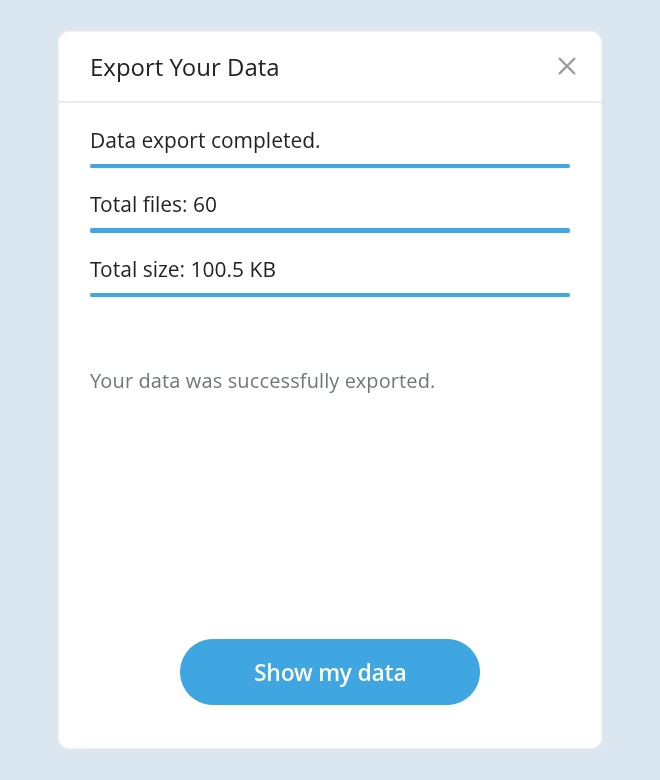 Export Your Data
Data export completed.
Total files: 60
Total size: 100.5 KB
Your data was successfully exported.
Show my data